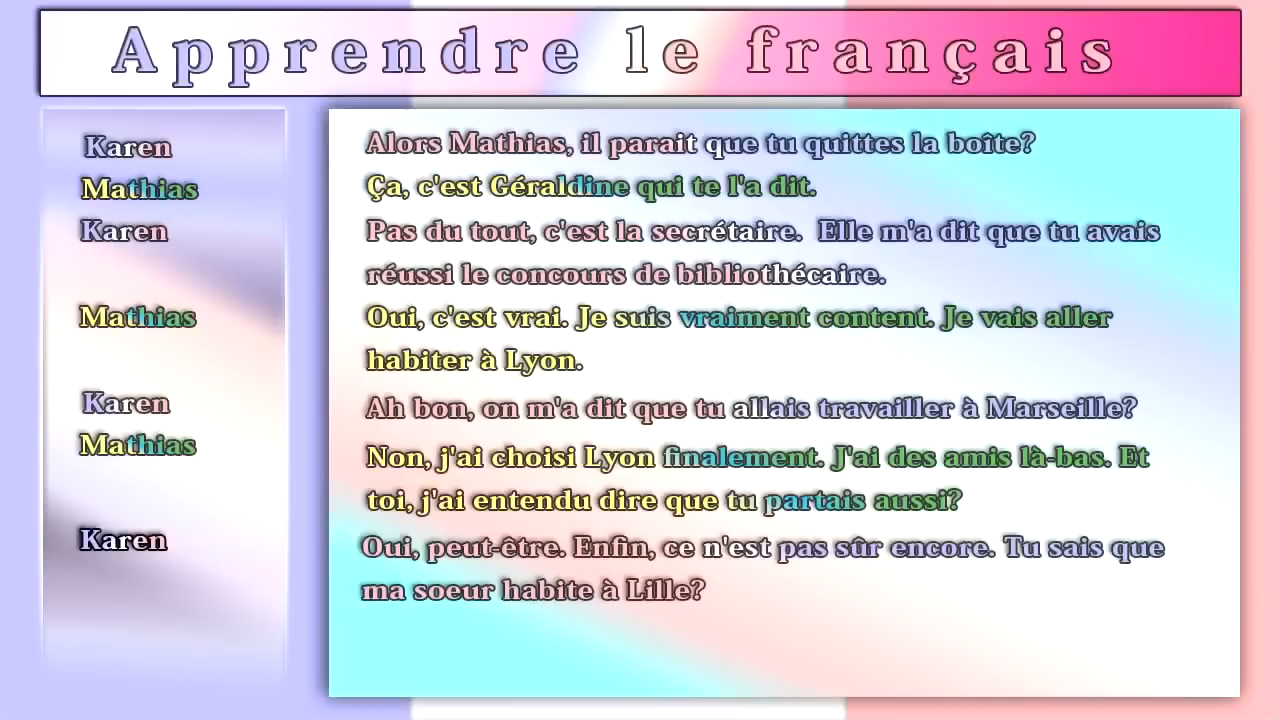 Apprendre le français
Karen Alors Mathias, il parait que tu quittes la boîte?
Mathias Ça, c'est Géraldine qui te l'a dit.
Karen Pas du tout, c'est la secrétaire. Elle m'a dit que tu avais
réussi le concours de bibliothécaire.
Mathias Oui, c'est vrai. Je suis vraiment content. Je vais aller
habiter à Lyon.
Karen Ah bon, on m'a dit que tu allais travailler à Marseille?
Mathias Non, j'ai choisi Lyon finalement. J'ai des amis là-bas. Et
toi, j'ai entendu dire que tu partais aussi?
Karen Oui, peut-être. Enfin, ce n'est pas sûr encore. Tu sais que
ma soeur habite à Lille?